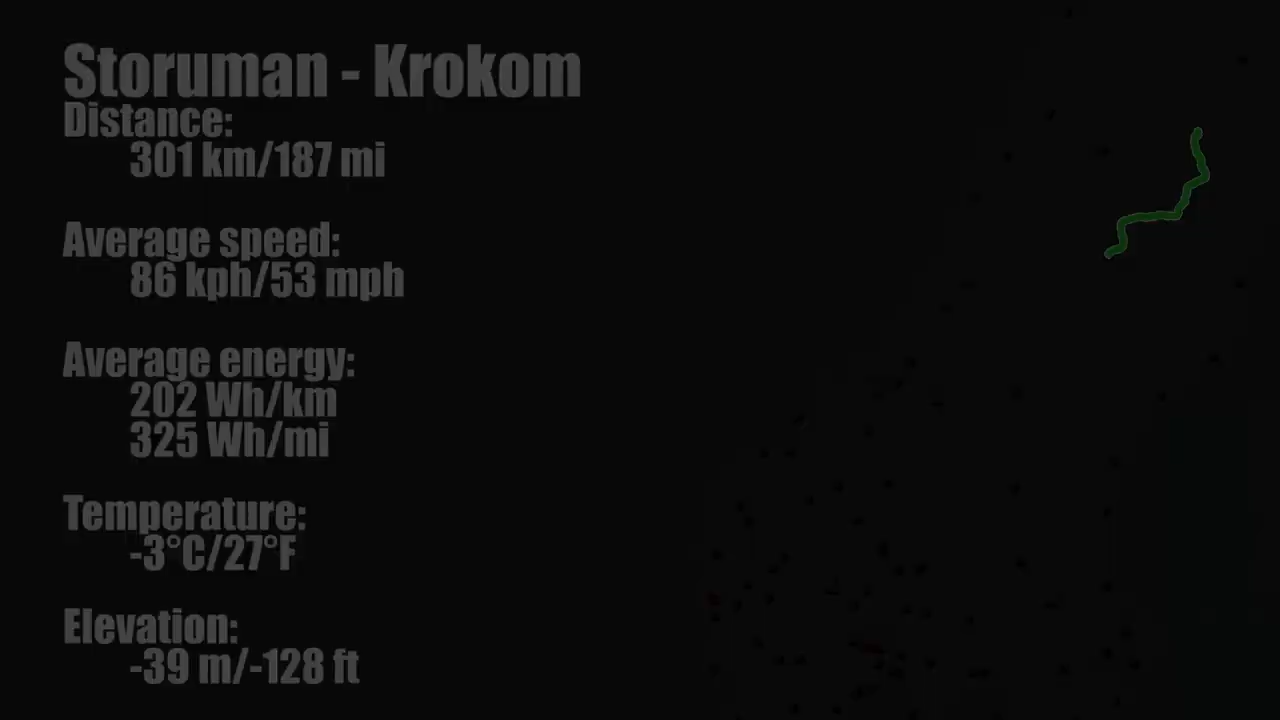 Storuman - Krokom
Distance:
301 km/187 mi
Average speed:
86 kph/53 mph
Average energy:
202 Wh/km
325 Wh/mi
Temperature:
-3°C/27°F
Elevation:
-39 m/-128 ft